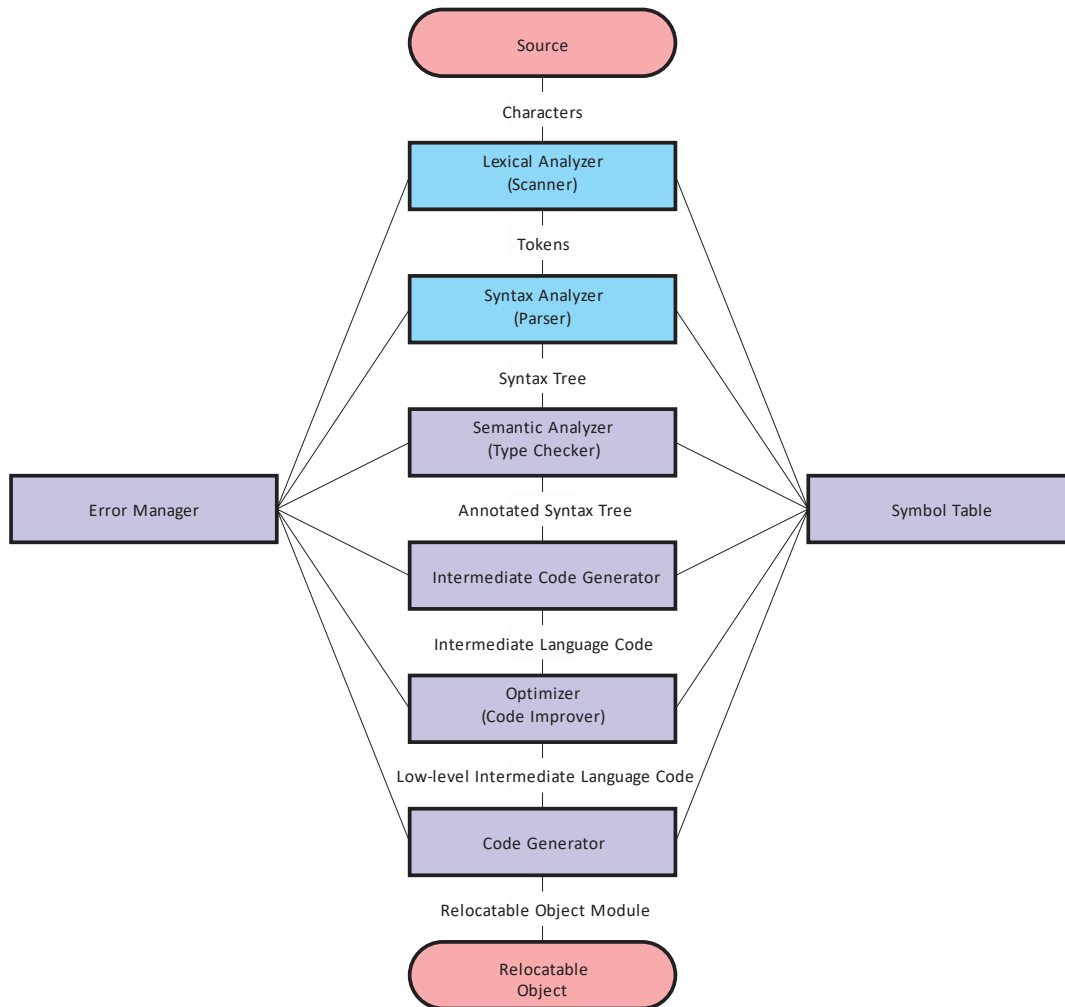 Source
Characters
Lexical Analyzer
(Scanner)
Tokens
Syntax Analyzer
(Parser)
Syntax Tree
Semantic Analyzer
(Type Checker)
Error Manager
Annotated Syntax Tree
Symbol Table
Intermediate Code Generator
Intermediate Language Code
Optimizer
(Code Improver)
Low-level Intermediate Language Code
Code Generator
Relocatable Object Module
Relocatable
Object